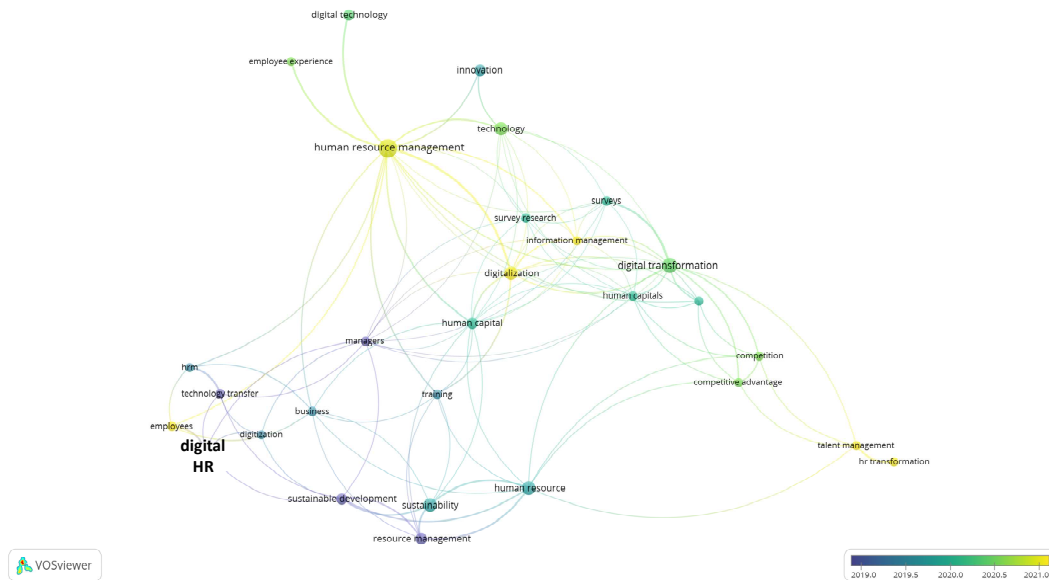 digital technology
employee experience
innovation
technology
human resource management
surveys
survey research
information management
digital transformation
digitalization
human capitals
human capital
managers
competition
hrm
competitive advantage
technology transfer
training
business
employees
digitization
digital
HR
talent management
hr transformation
human resource
sustainable development
sustainability
resource management
VOSviewer
2019.0 2019.5 2020.0 2020.5 2021.0